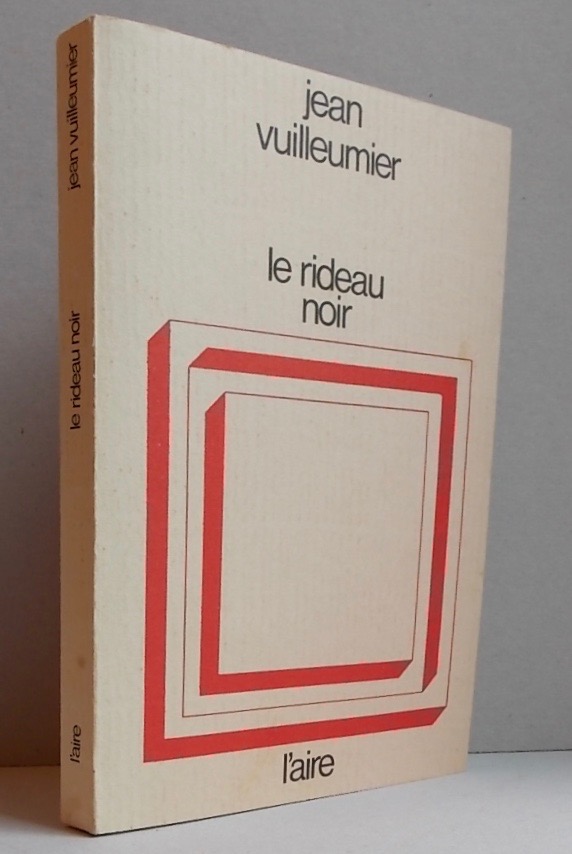 jean
vuilleumier
le rideau
noir
l'aire
jean vuilleumier
le rideau noir
l'aire